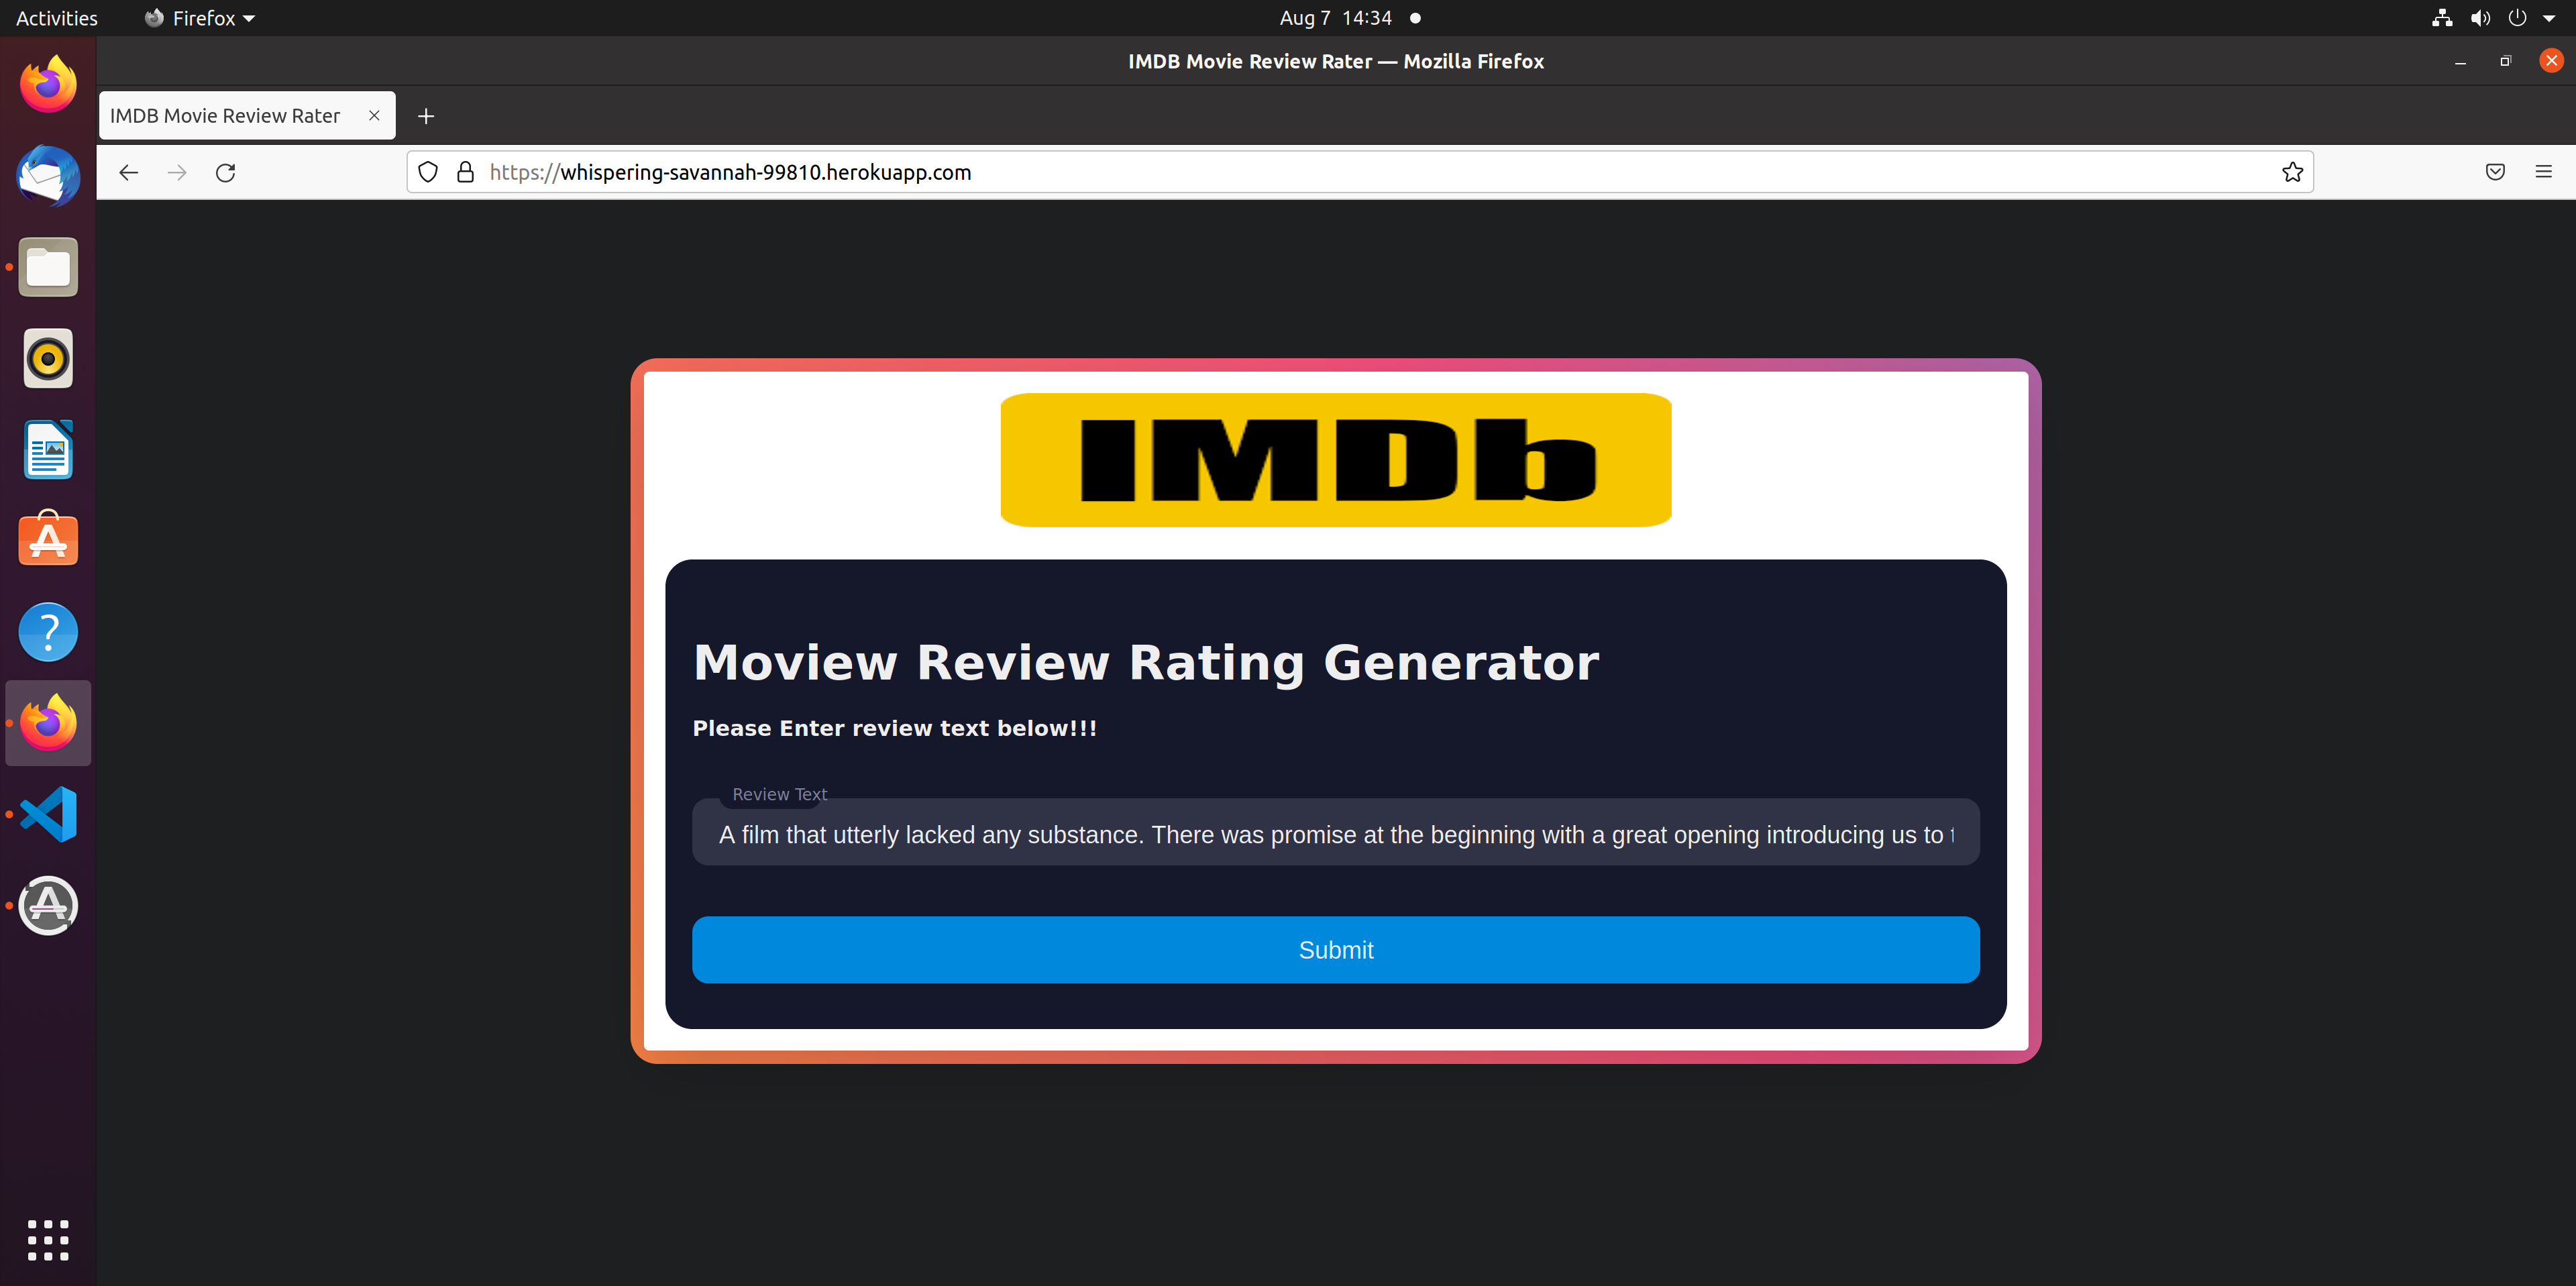 Activities Firefox Aug 7 14:34
IMDB Movie Review Rater — Mozilla Firefox
IMDB Movie Review Rater
https://whispering-savannah-99810.herokuapp.com
IMDb
Moview Review Rating Generator
Please Enter review text below!!!
Review Text
A film that utterly lacked any substance. There was promise at the beginning with a great opening introducing us to
Submit